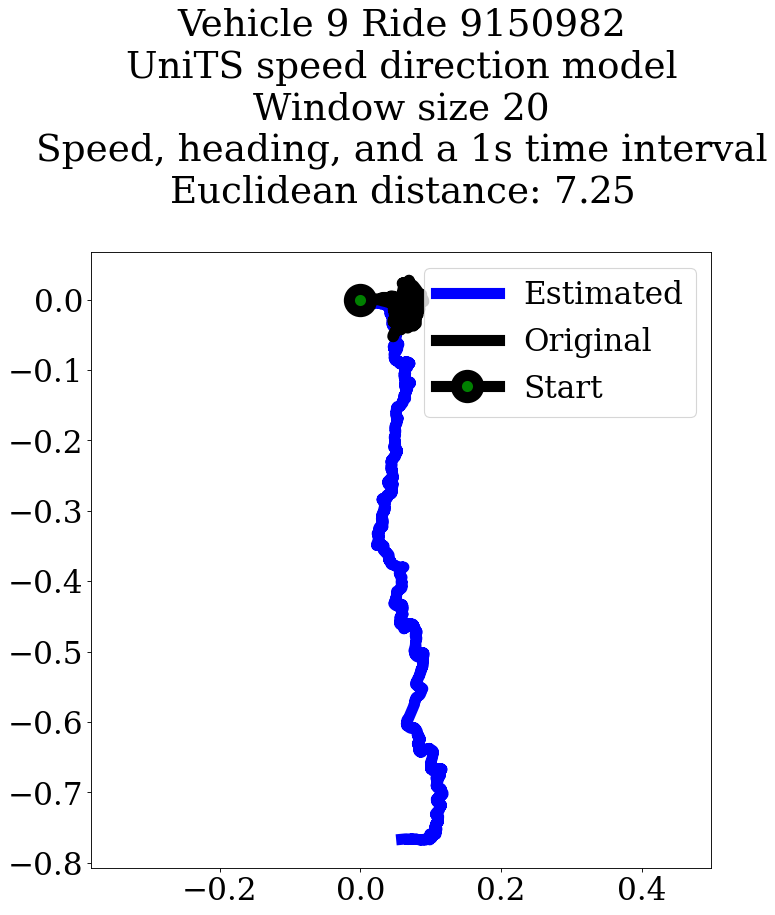 Vehicle 9 Ride 9150982
UniTS speed direction model
Window size 20
Speed, heading, and a 1s time interval
Euclidean distance: 7.25
Estimated
Original
Start
0.0
−0.1
−0.2
−0.3
−0.4
−0.5
−0.6
−0.7
−0.8
−0.2
0.0
0.2
0.4